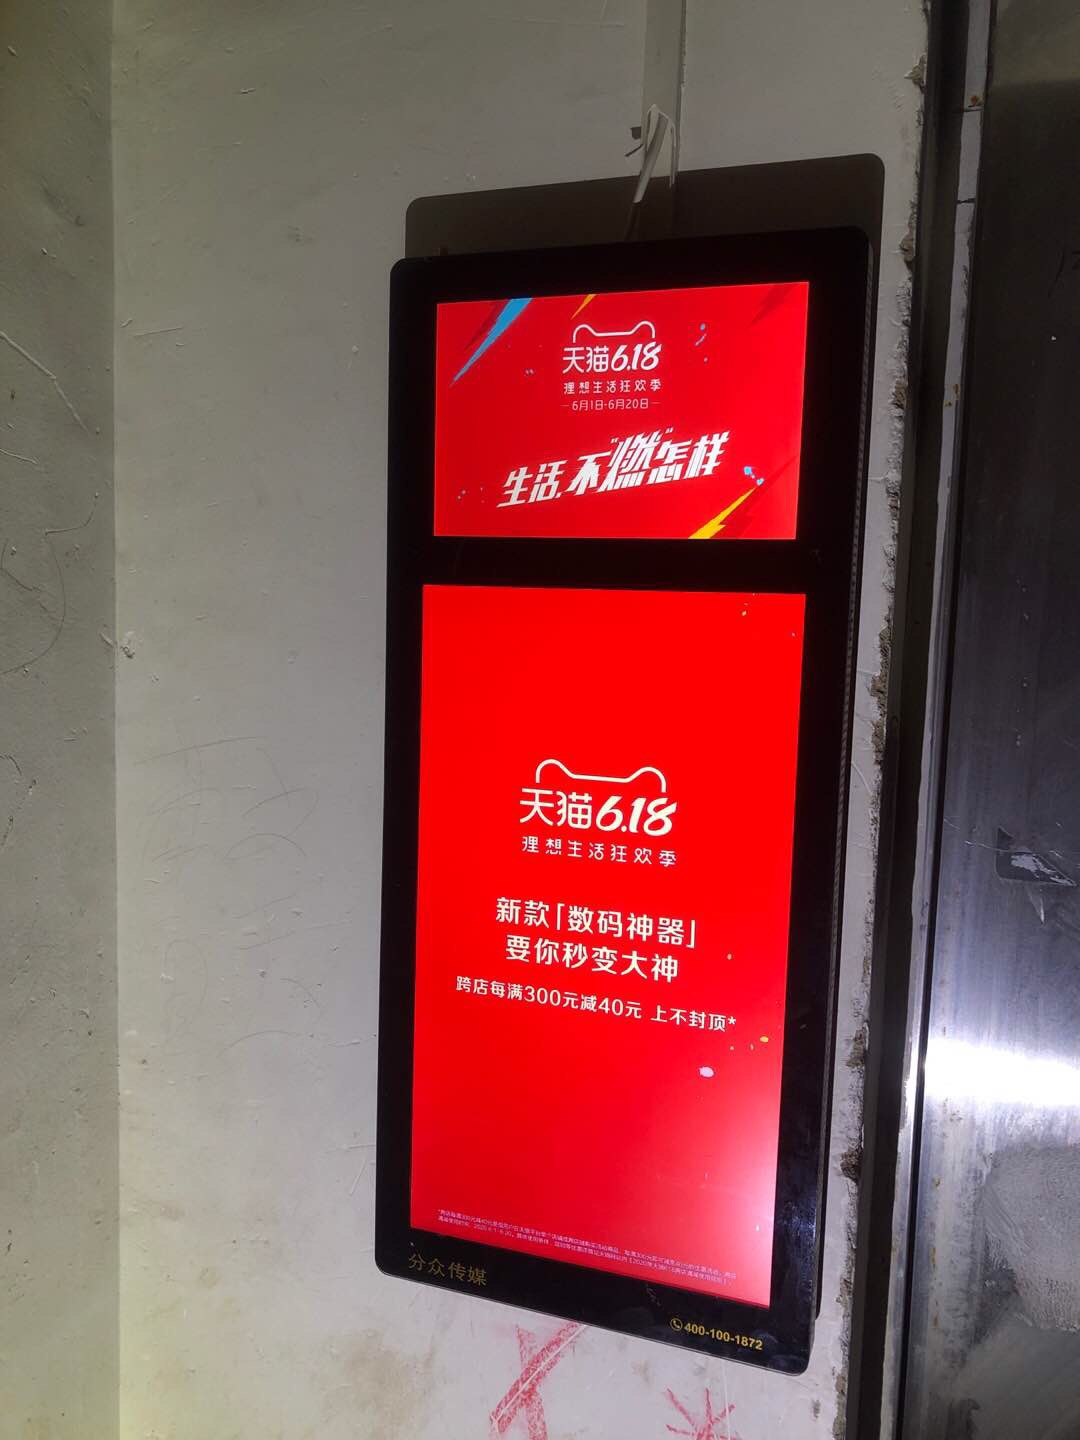 天猫6.18
理想生活狂欢季
6月1日-6月20日
生活,不"燃"怎样
天猫6.18
理想生活狂欢季
新款「数码神器」
要你秒变大神
跨店每满300元减40元 上不封顶*
分众传媒
400-100-1872